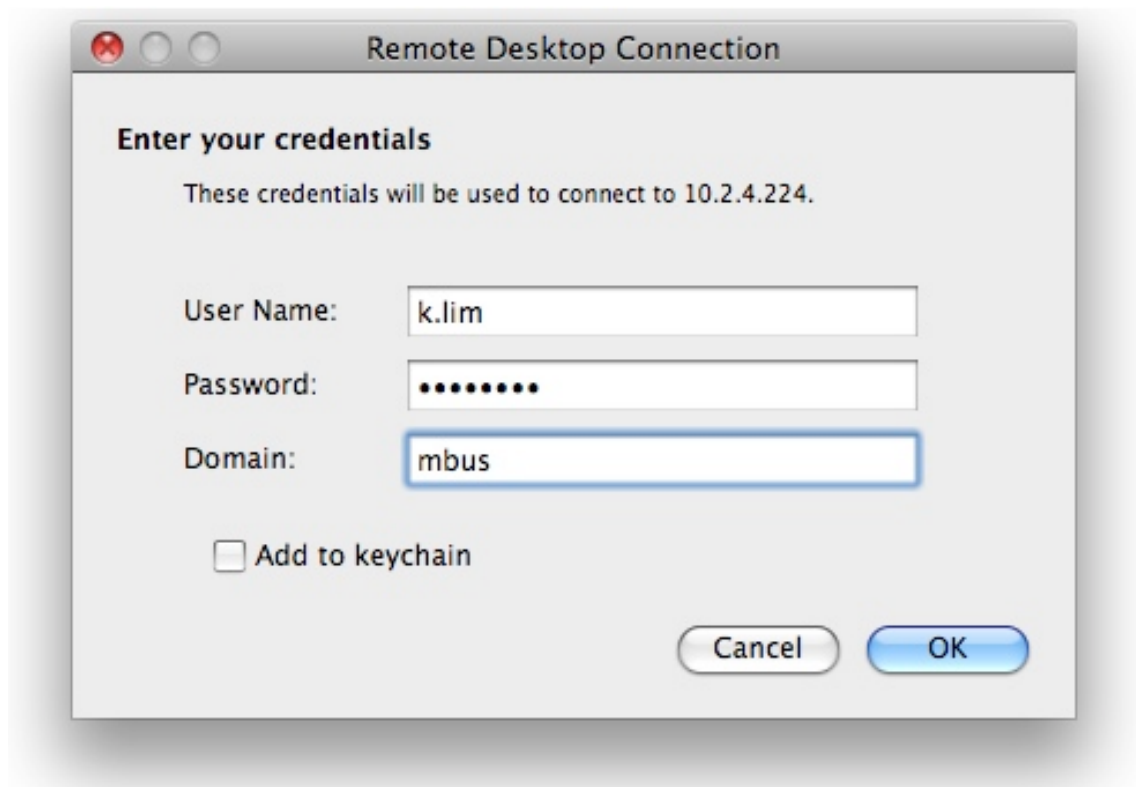 Remote Desktop Connection
Enter your credentials
These credentials will be used to connect to 10.2.4.224.
User Name: k.lim
Password: ••••••••
Domain: mbus
Add to keychain
Cancel OK